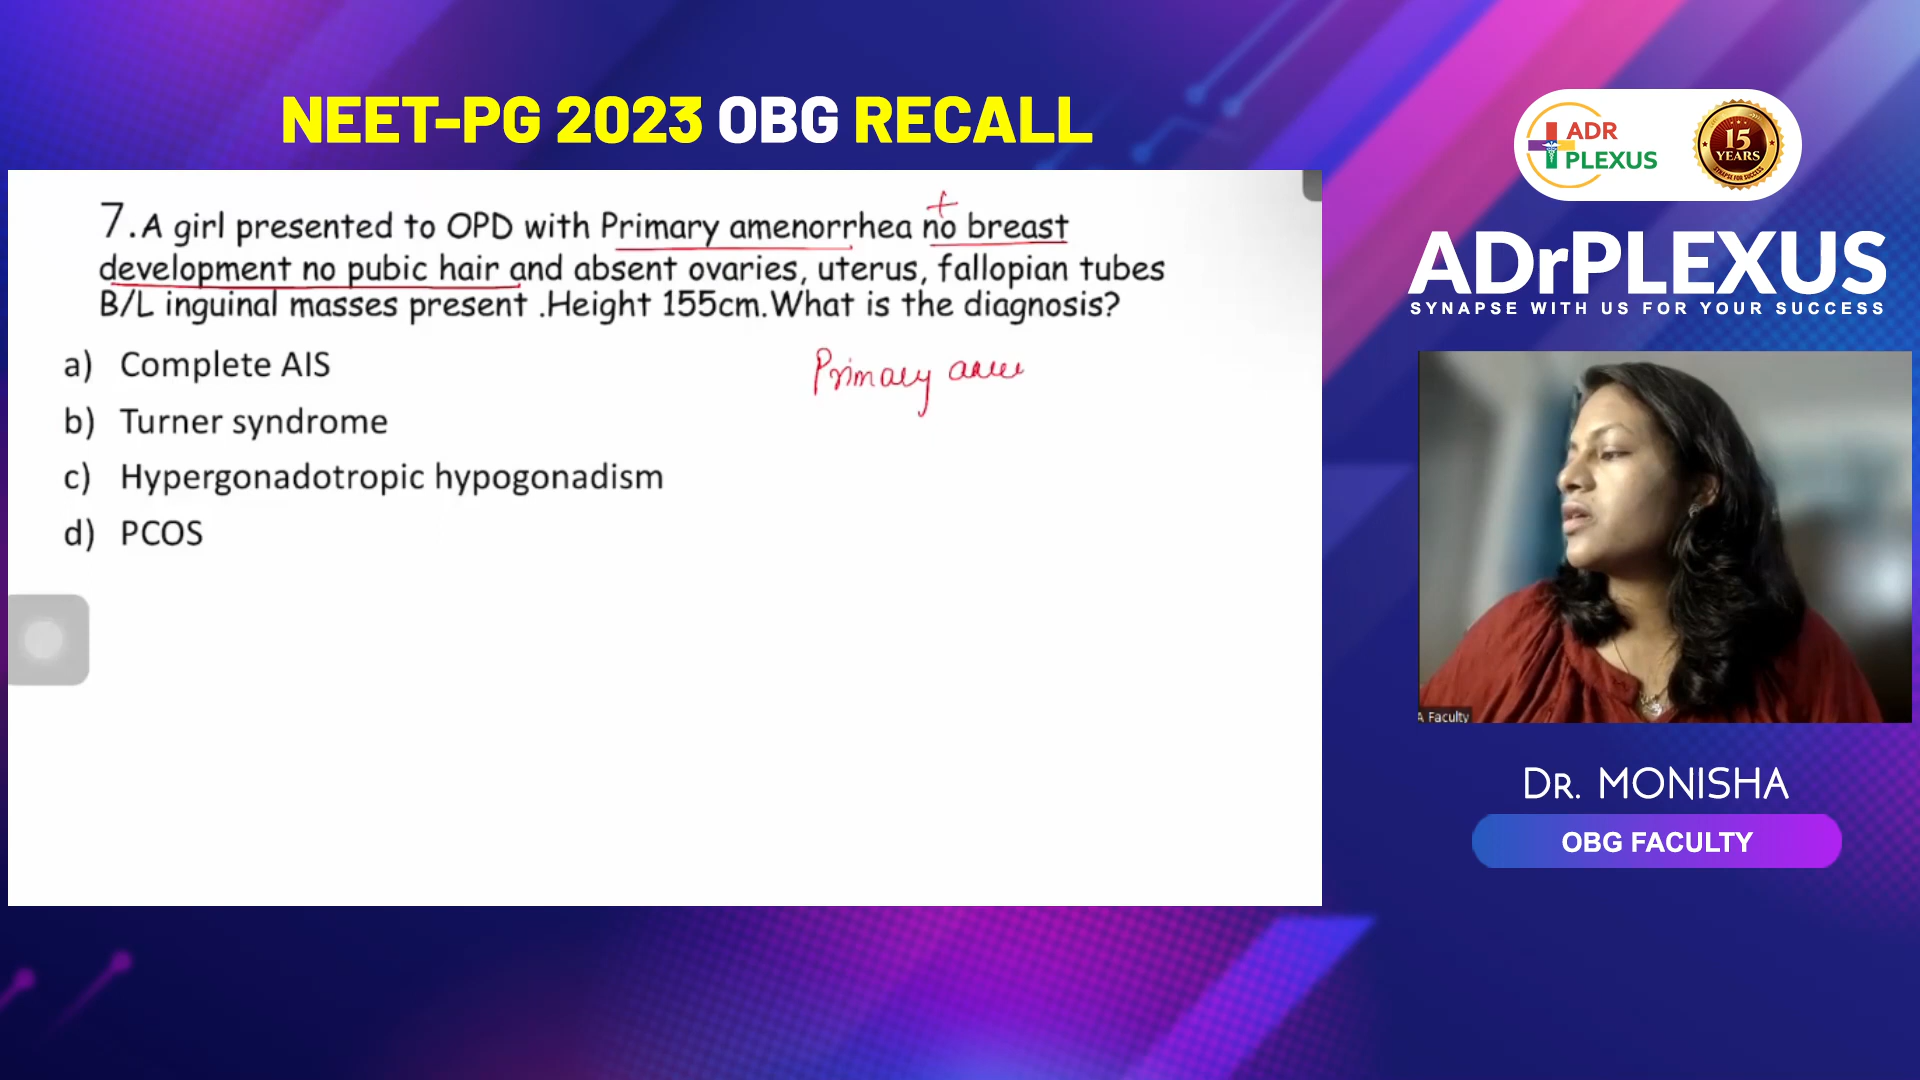 NEET-PG 2023 OBG RECALL
ADR
PLEXUS
15
YEARS
SYNAPSE FOR SUCCESS
ADrPLEXUS
SYNAPSE WITH US FOR YOUR SUCCESS
+
7.A girl presented to OPD with Primary amenorrhea no breast
development no pubic hair and absent ovaries, uterus, fallopian tubes
B/L inguinal masses present .Height 155cm.What is the diagnosis?
Primary
a) Complete AIS
b) Turner syndrome
c) Hypergonadotropic hypogonadism
d) PCOS
A Faculty
DR. MONISHA
OBG FACULTY